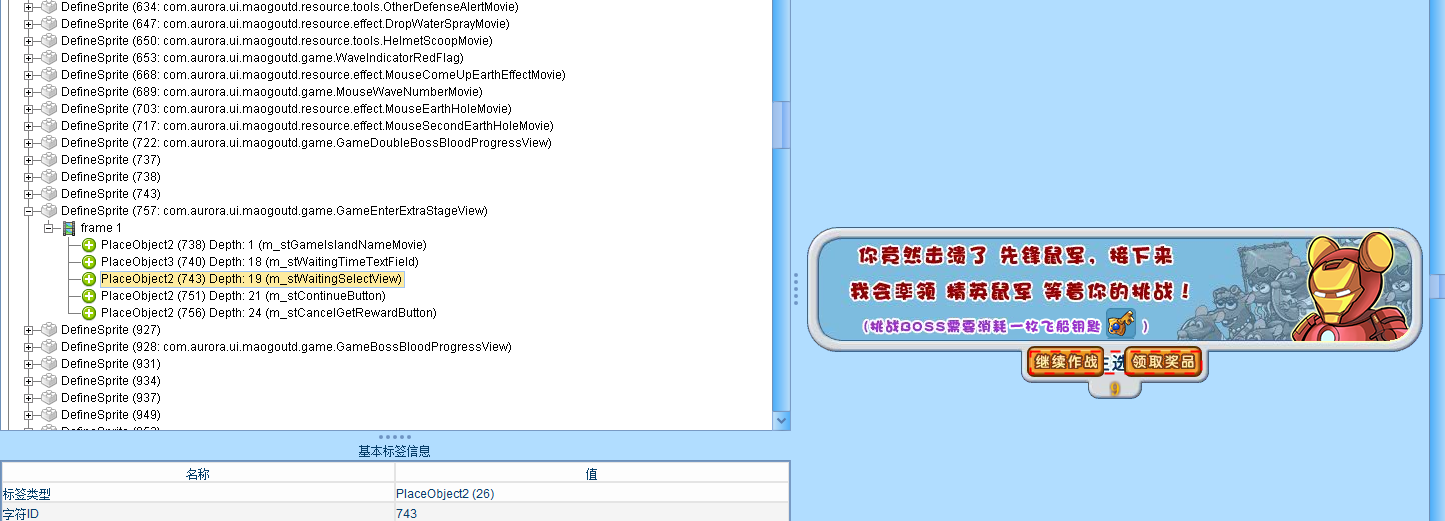 DefineSprite (634: com.aurora.ui.maogoutd.resource.tools.OtherDefenseAlertMovie)
DefineSprite (647: com.aurora.ui.maogoutd.resource.effect.DropWaterSprayMovie)
DefineSprite (650: com.aurora.ui.maogoutd.resource.tools.HelmetScoopMovie)
DefineSprite (653: com.aurora.ui.maogoutd.game.WaveIndicatorRedFlag)
DefineSprite (668: com.aurora.ui.maogoutd.resource.effect.MouseComeUpEarthEffectMovie)
DefineSprite (689: com.aurora.ui.maogoutd.game.MouseWaveNumberMovie)
DefineSprite (703: com.aurora.ui.maogoutd.resource.effect.MouseEarthHoleMovie)
DefineSprite (717: com.aurora.ui.maogoutd.resource.effect.MouseSecondEarthHoleMovie)
DefineSprite (722: com.aurora.ui.maogoutd.game.GameDoubleBossBloodProgressView)
DefineSprite (737)
DefineSprite (738)
DefineSprite (743)
DefineSprite (757: com.aurora.ui.maogoutd.game.GameEnterExtraStageView)
frame 1
PlaceObject2 (738) Depth: 1 (m_stGameIslandNameMovie)
PlaceObject3 (740) Depth: 18 (m_stWaitingTimeTextField)
PlaceObject2 (743) Depth: 19 (m_stWaitingSelectView)
PlaceObject2 (751) Depth: 21 (m_stContinueButton)
PlaceObject2 (756) Depth: 24 (m_stCancelGetRewardButton)
DefineSprite (927)
DefineSprite (928: com.aurora.ui.maogoutd.game.GameBossBloodProgressView)
DefineSprite (931)
DefineSprite (934)
DefineSprite (937)
DefineSprite (949)
基本标签信息
名称 值
标签类型 PlaceObject2 (26)
字符ID 743
你竟然击溃了 先锋鼠军，接下来
我会率领 精英鼠军 等着你的挑战！
（挑战BOSS需要消耗一枚飞船钥匙 ）
继续作战 领取奖品
9